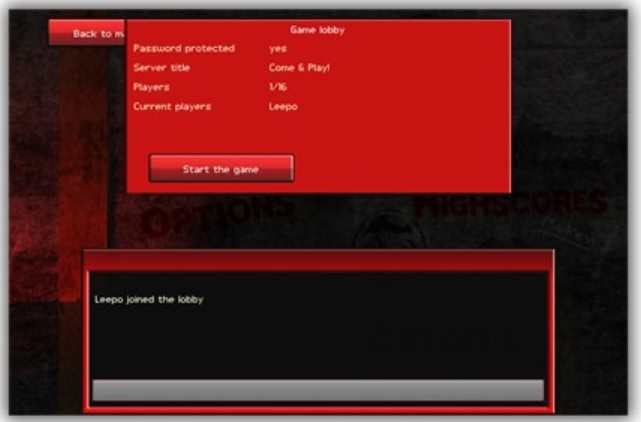 Game lobby
Back to m
Password protected yes
Server title Come & Play!
Players 1/16
Current players Leepo
Start the game
OPTIONS HIGHSCORES
Leepo joined the lobby